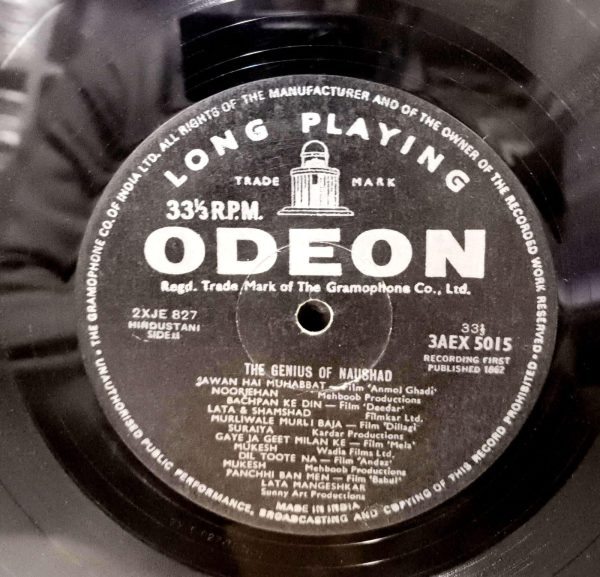 THE GRAMOPHONE CO. OF INDIA LTD. ALL RIGHTS OF THE MANUFACTURER AND OF THE OWNER OF THE RECORDED WORK RESERVED •
LONG PLAYING
TRADE MARK
33⅓ R.P.M.
ODEON
Regd. Trade Mark of The Gramophone Co., Ltd.
2XJE 827
HINDUSTANI
SIDE II
33⅓
3AEX 5015
RECORDING FIRST
PUBLISHED 1962
THE GENIUS OF NAUSHAD
JAWAN HAI MUHABBAT — Film 'Anmol Ghadi'
NOORJEHAN Mehboob Productions
BACHPAN KE DIN — Film 'Deedar'
LATA & SHAMSHAD Filmkar Ltd.
MURLIWALE MURLI BAJA — Film 'Dillagi'
SURAIYA Kardar Productions
GAYE JA GEET MILAN KE — Film 'Mela'
MUKESH Wadia Films Ltd.
DIL TOOTE NA — Film 'Andaz'
MUKESH Mehboob Productions
PANCHHI BAN MEN — Film 'Babul'
LATA MANGESHKAR
Sunny Art Productions
MADE IN INDIA
UNAUTHORISED PUBLIC PERFORMANCE, BROADCASTING AND COPYING OF THIS RECORD PROHIBITED •